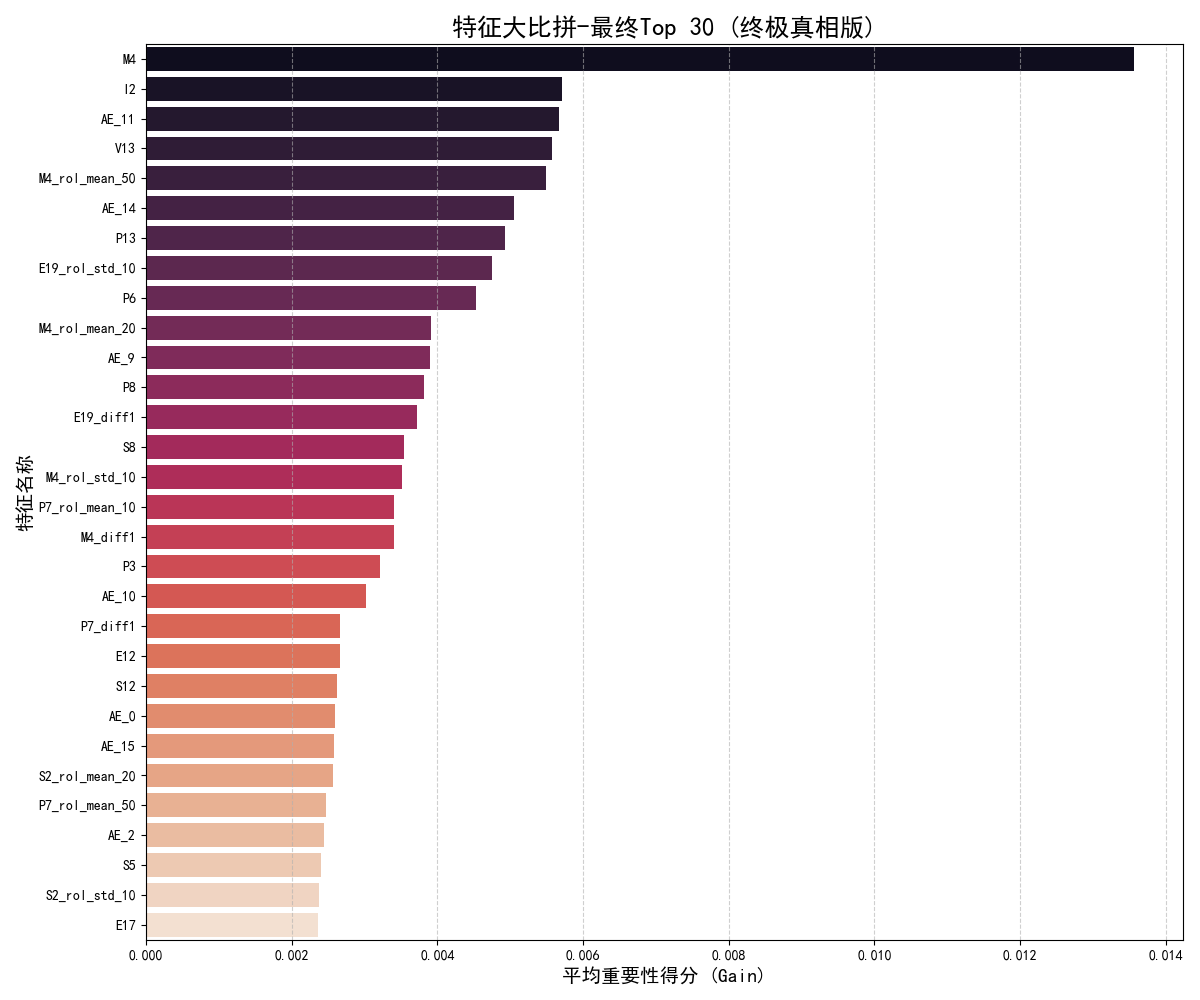 特征大比拼-最终Top 30 (终极真相版)
特征名称
M4
I2
AE_11
V13
M4_rol_mean_50
AE_14
P13
E19_rol_std_10
P6
M4_rol_mean_20
AE_9
P8
E19_diff1
S8
M4_rol_std_10
P7_rol_mean_10
M4_diff1
P3
AE_10
P7_diff1
E12
S12
AE_0
AE_15
S2_rol_mean_20
P7_rol_mean_50
AE_2
S5
S2_rol_std_10
E17
0.000 0.002 0.004 0.006 0.008 0.010 0.012 0.014
平均重要性得分 (Gain)